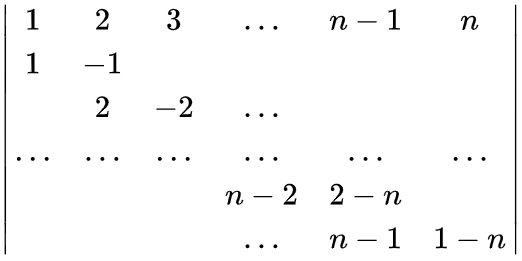 1 2 3 … n − 1 n
1 −1
2 −2 …
… … … … … …
n − 2 2 − n
… n − 1 1 − n